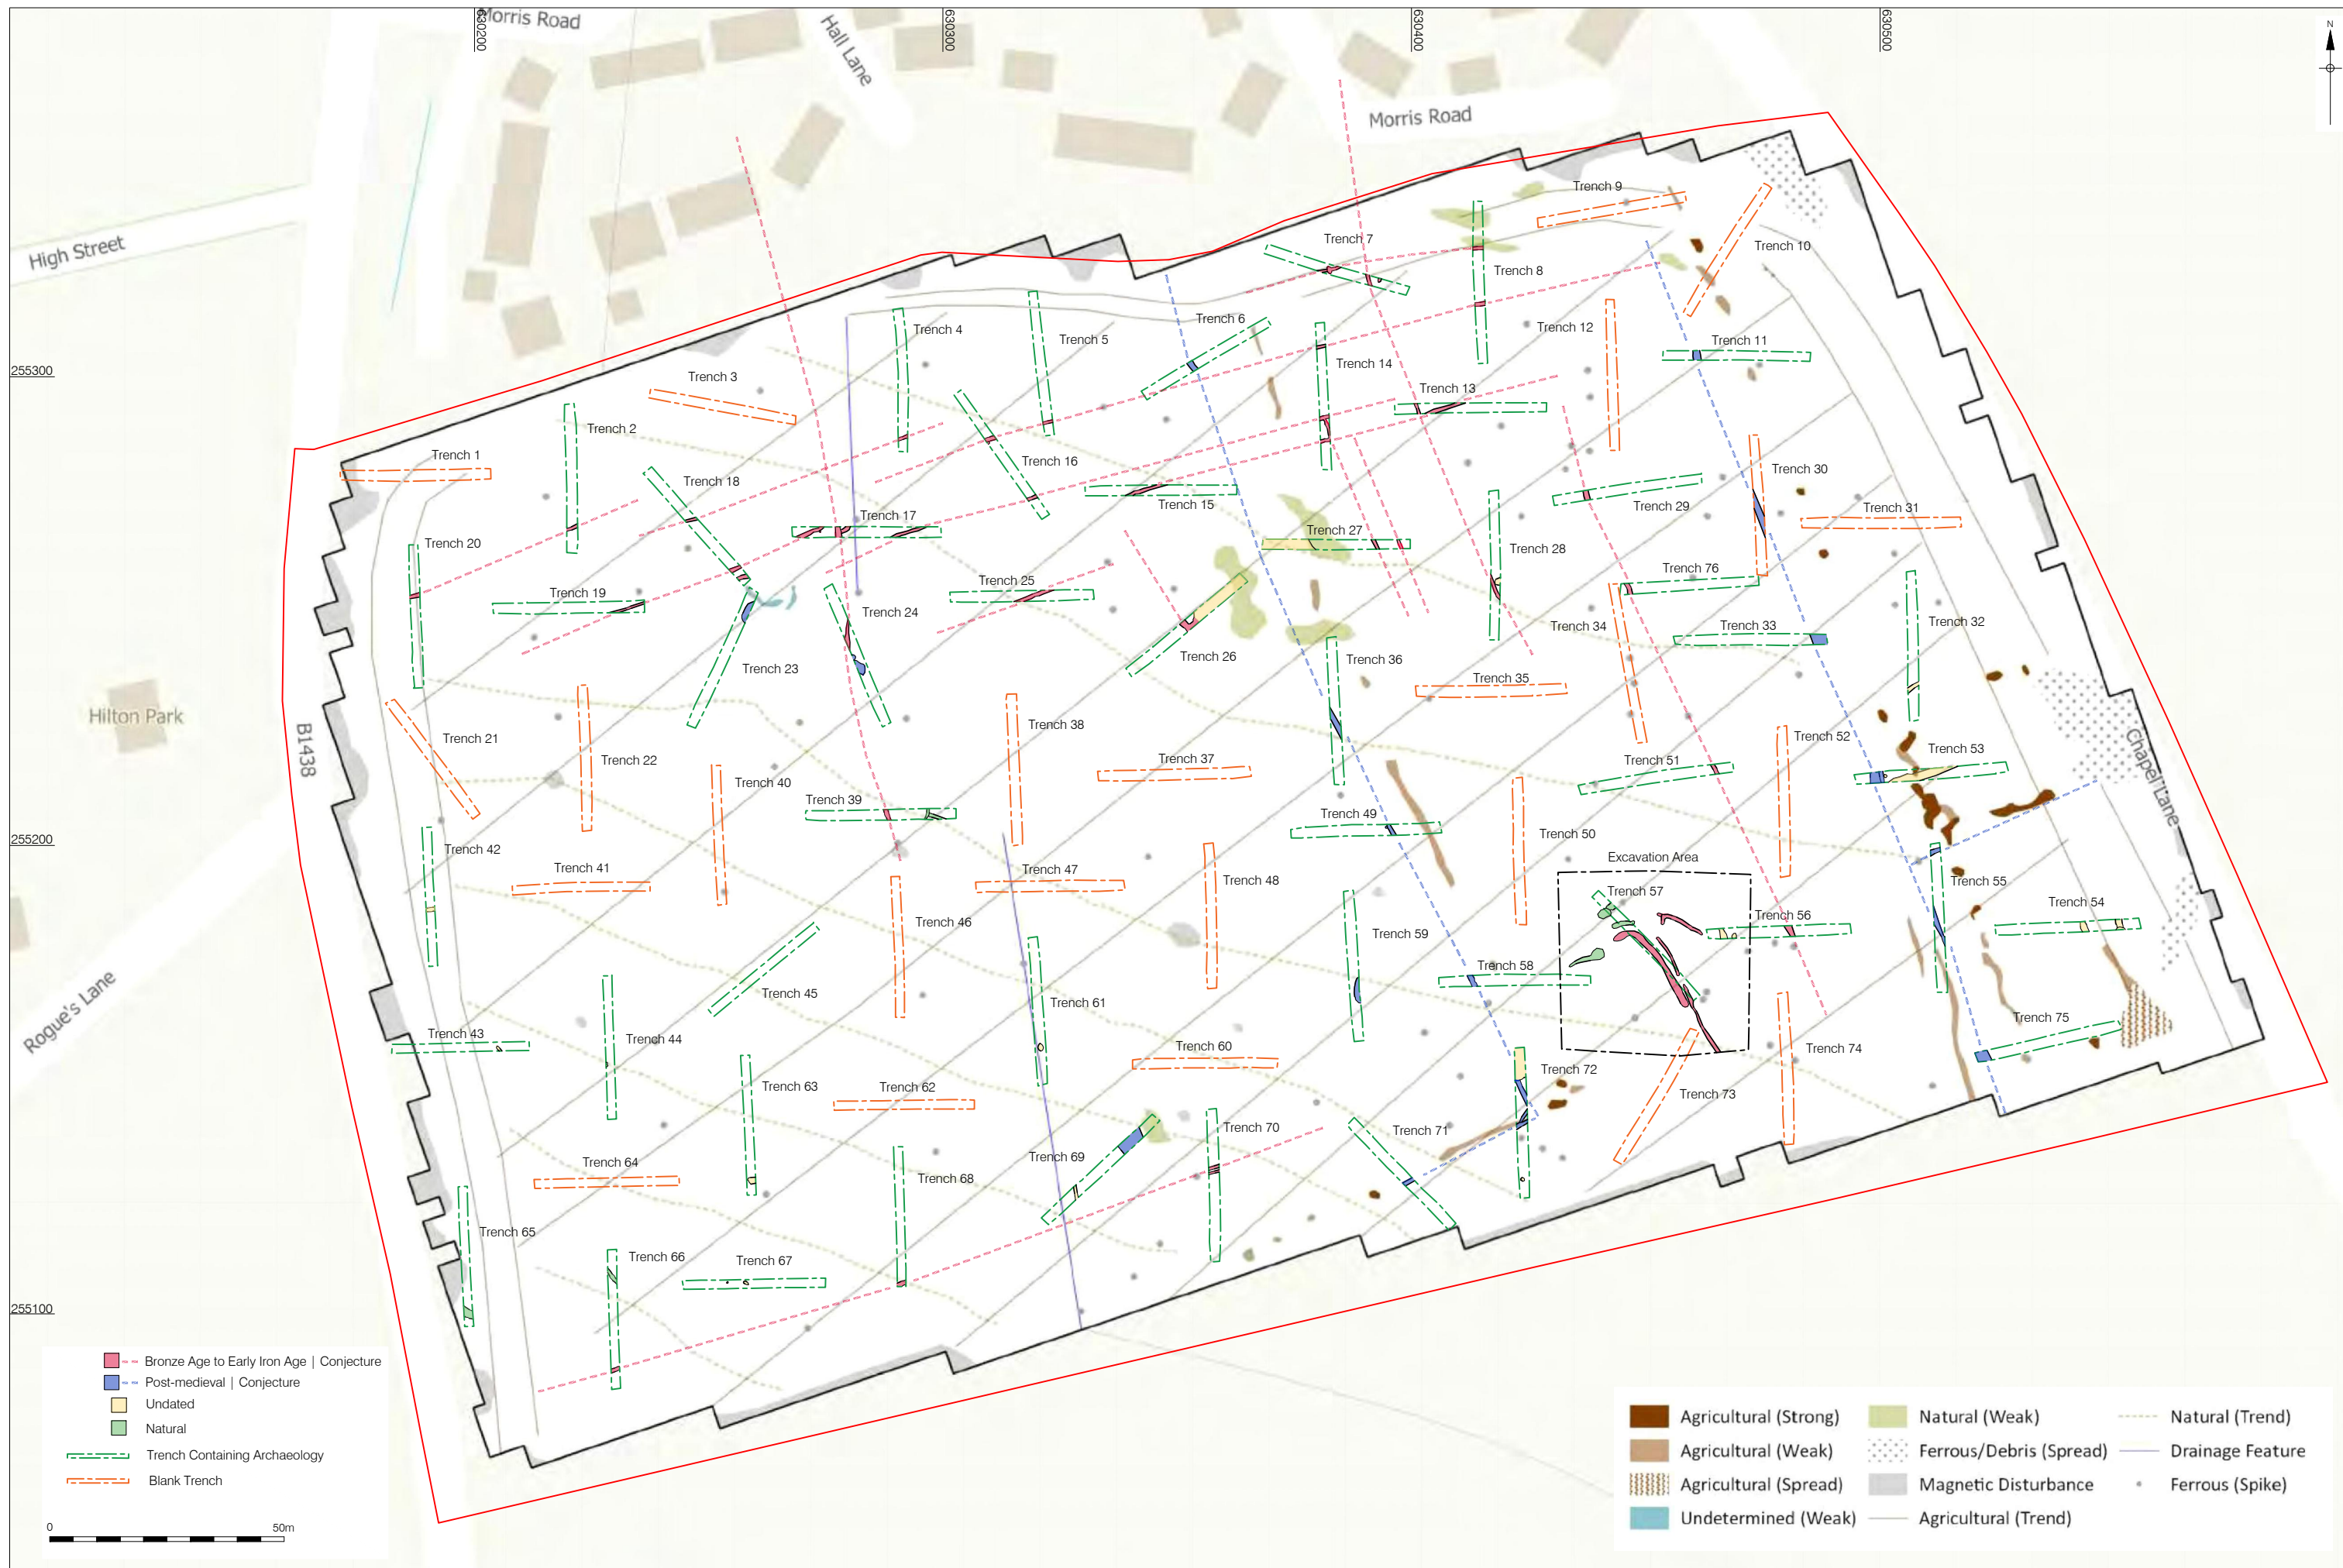 Morris Road
630200
Hall Lane
630300
630400
630500
N
Morris Road
High Street
Trench 9
Trench 7
Trench 10
Trench 8
Trench 6
Trench 4
Trench 5
Trench 12
Trench 11
255300
Trench 14
Trench 3
Trench 13
Trench 2
Trench 1
Trench 16
Trench 30
Trench 18
Trench 15
Trench 29
Trench 31
Trench 17
Trench 27
Trench 20
Trench 28
Trench 76
Trench 19
Trench 25
Trench 24
Trench 34
Trench 33
Trench 32
Trench 26
Trench 36
Trench 23
Trench 35
Hilton Park
B1438
Trench 21
Trench 38
Trench 52
Trench 53
Chapel Lane
Trench 22
Trench 37
Trench 51
Trench 40
Trench 39
Trench 49
Trench 50
255200
Trench 42
Trench 41
Trench 47
Trench 48
Excavation Area
Trench 55
Trench 57
Trench 54
Trench 46
Trench 59
Trench 56
Trench 58
Trench 45
Trench 61
Rogue's Lane
Trench 43
Trench 44
Trench 60
Trench 75
Trench 74
Trench 72
Trench 63
Trench 62
Trench 73
Trench 70
Trench 71
Trench 69
Trench 64
Trench 68
Trench 65
Trench 66
Trench 67
255100
Bronze Age to Early Iron Age | Conjecture
Post-medieval | Conjecture
Undated
Natural
Trench Containing Archaeology
Blank Trench
0 50m
Agricultural (Strong)
Agricultural (Weak)
Agricultural (Spread)
Undetermined (Weak)
Natural (Weak)
Ferrous/Debris (Spread)
Magnetic Disturbance
Agricultural (Trend)
Natural (Trend)
Drainage Feature
Ferrous (Spike)